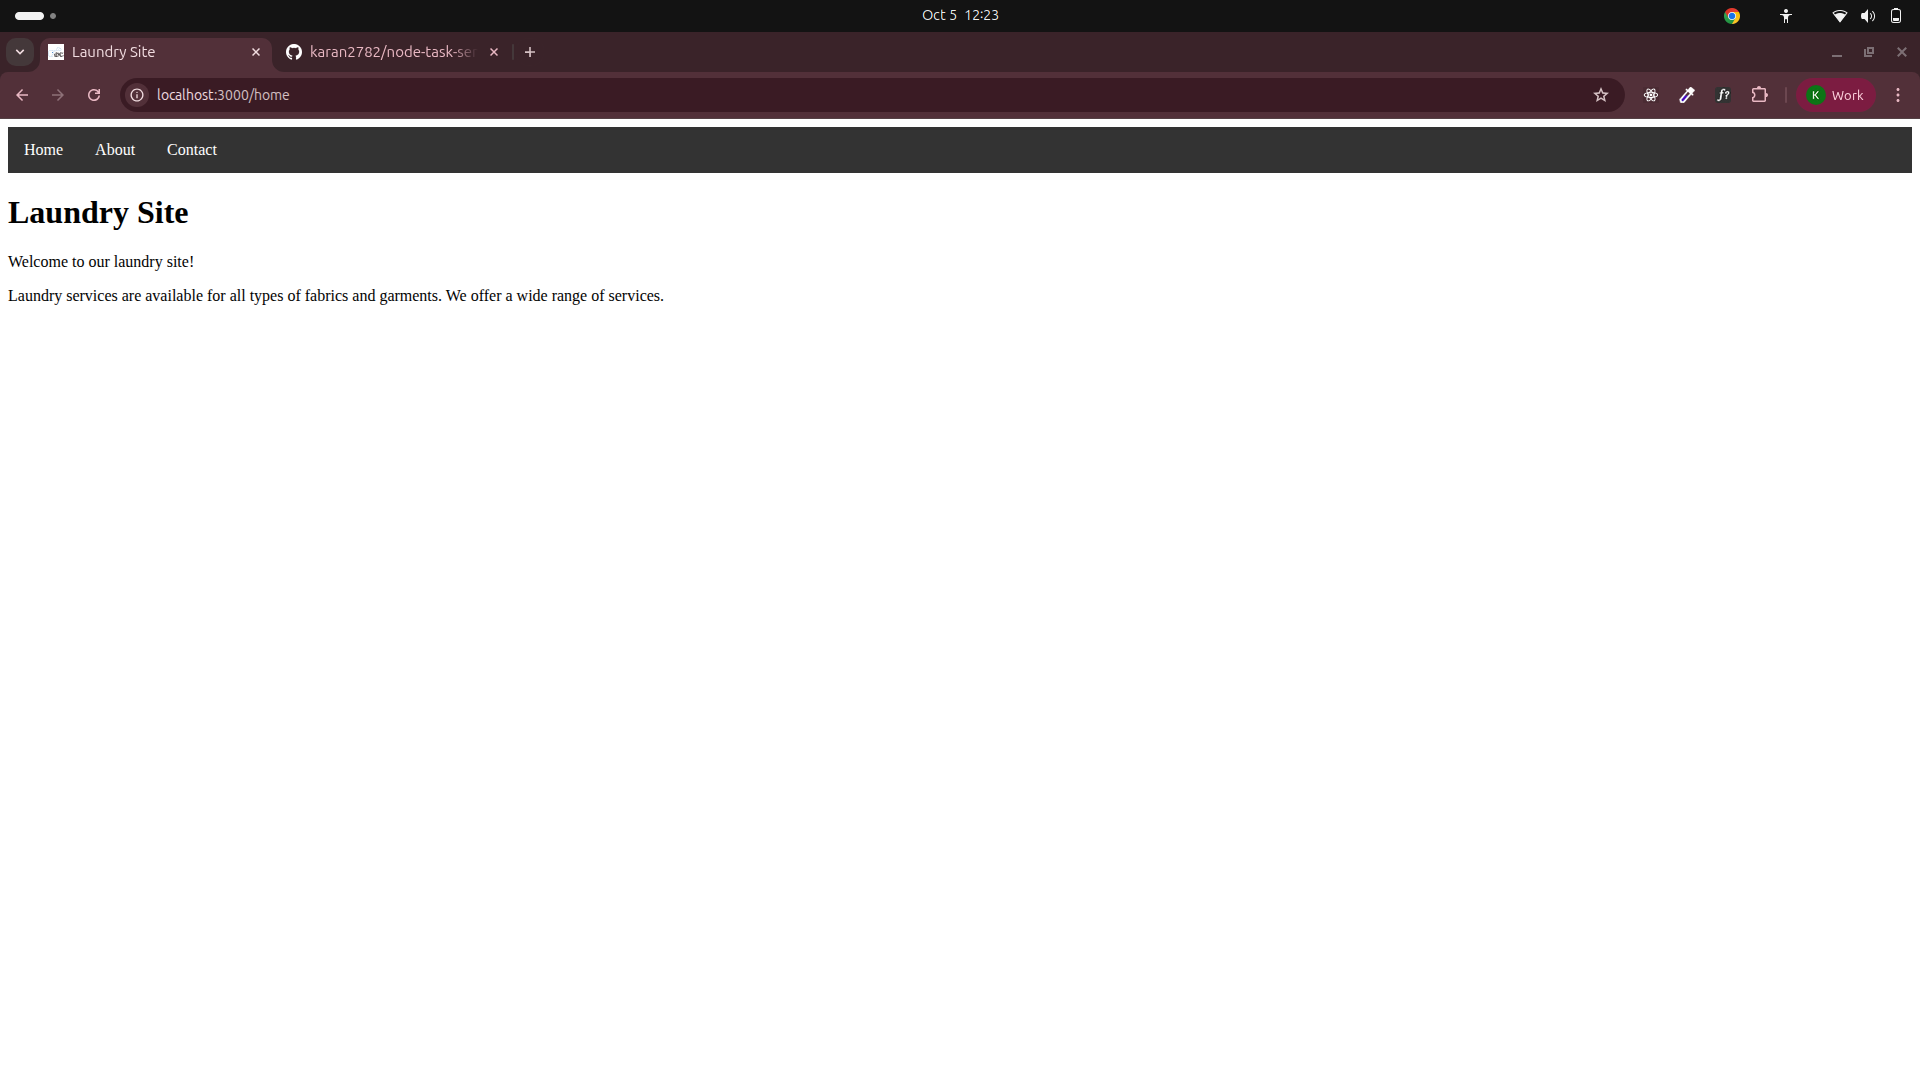 Oct 5 12:23
Laundry Site
karan2782/node-task-se
localhost:3000/home
K Work
Home About Contact
Laundry Site
Welcome to our laundry site!
Laundry services are available for all types of fabrics and garments. We offer a wide range of services.